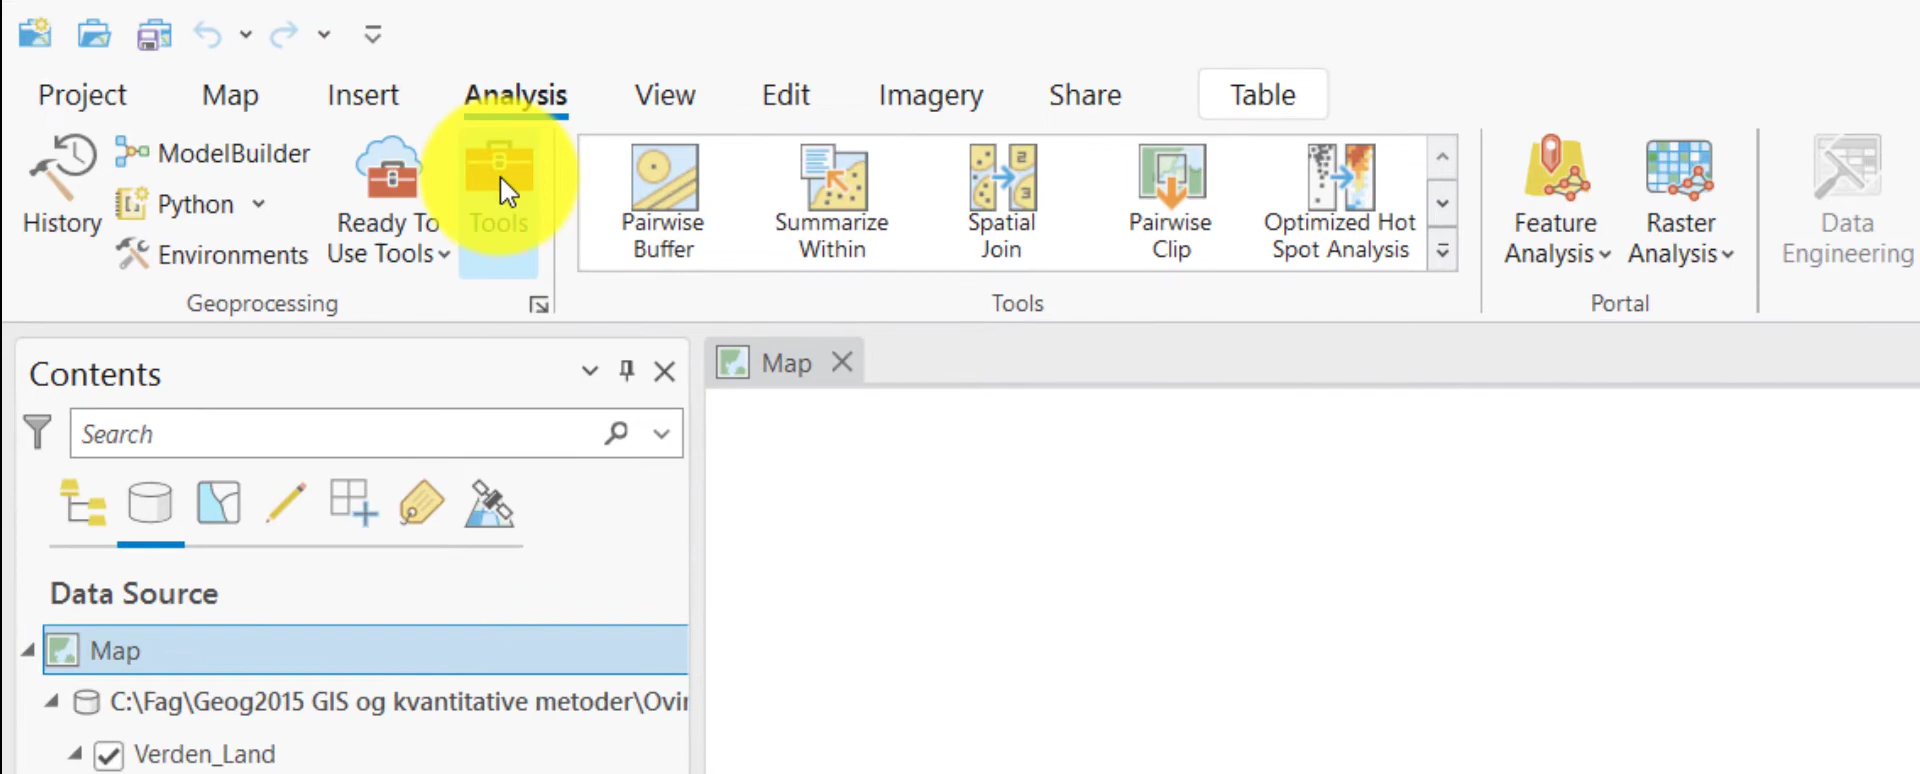 Project Map Insert Analysis View Edit Imagery Share Table
History
ModelBuilder
Python
Environments
Ready To
Use Tools
Tools
Geoprocessing
Pairwise
Buffer
Summarize
Within
Spatial
Join
Pairwise
Clip
Optimized Hot
Spot Analysis
Tools
Feature
Analysis
Raster
Analysis
Portal
Data
Engineering
Contents
Search
Data Source
Map
C:\Fag\Geog2015 GIS og kvantitative metoder\Ovi
Verden_Land
Map